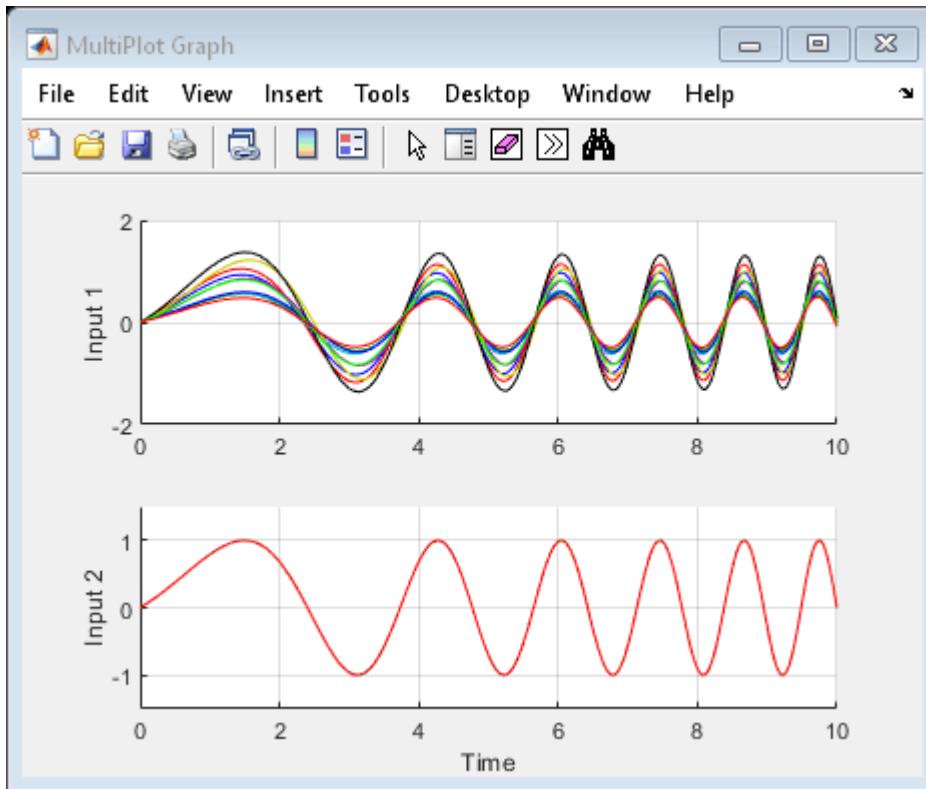 MultiPlot Graph
File Edit View Insert Tools Desktop Window Help
2
0
-2
Input 1
0 2 4 6 8 10
1
0
-1
Input 2
0 2 4 6 8 10
Time